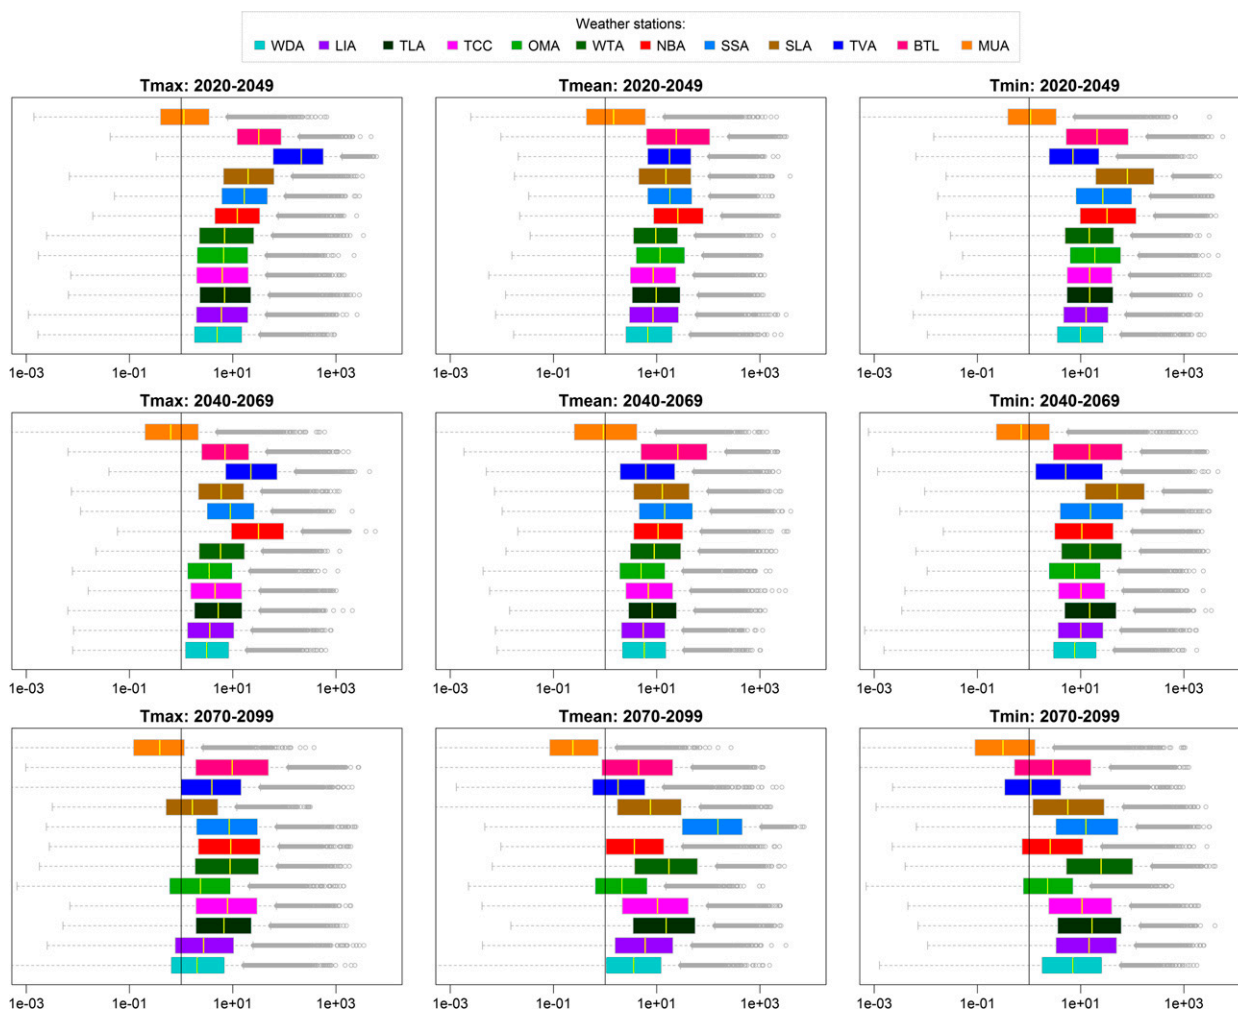 Weather stations:
WDA LIA TLA TCC OMA WTA NBA SSA SLA TVA BTL MUA
Tmax: 2020-2049 Tmean: 2020-2049 Tmin: 2020-2049
1e-03 1e-01 1e+01 1e+03 1e-03 1e-01 1e+01 1e+03 1e-03 1e-01 1e+01 1e+03
Tmax: 2040-2069 Tmean: 2040-2069 Tmin: 2040-2069
1e-03 1e-01 1e+01 1e+03 1e-03 1e-01 1e+01 1e+03 1e-03 1e-01 1e+01 1e+03
Tmax: 2070-2099 Tmean: 2070-2099 Tmin: 2070-2099
1e-03 1e-01 1e+01 1e+03 1e-03 1e-01 1e+01 1e+03 1e-03 1e-01 1e+01 1e+03